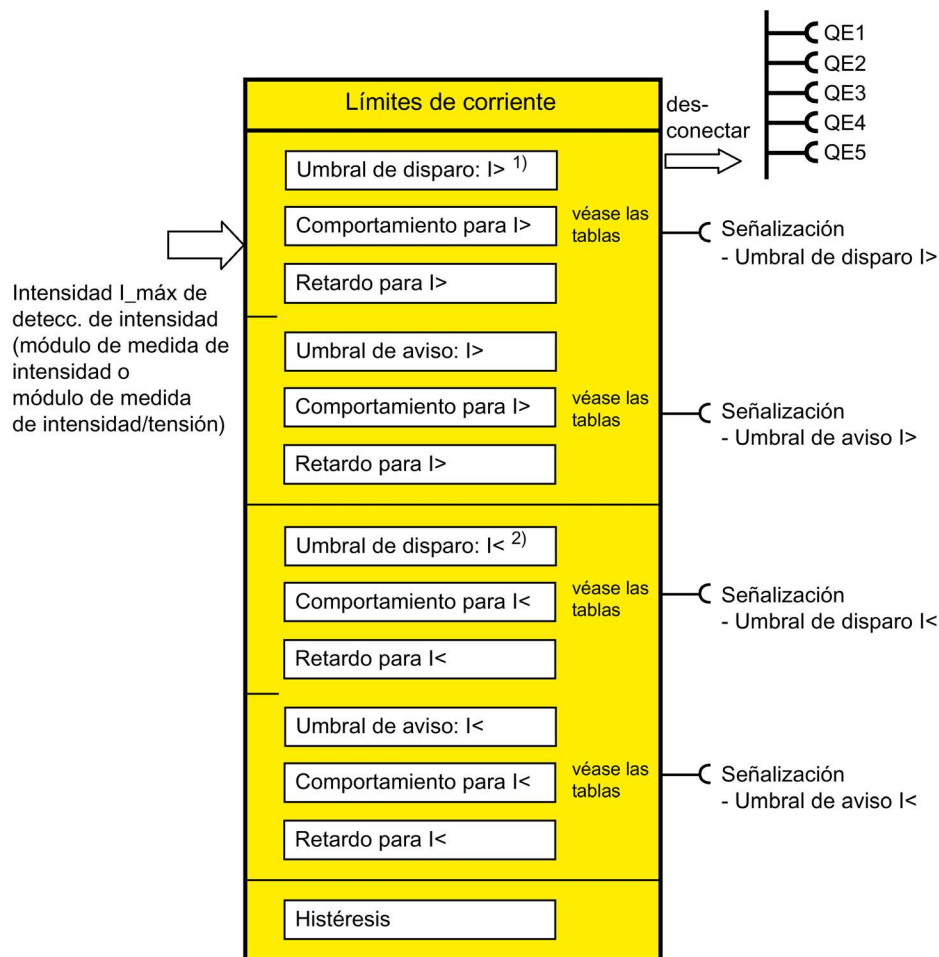 QE1
QE2
QE3
QE4
QE5
Límites de corriente
des-
conectar
Umbral de disparo: I> 1)
Comportamiento para I>
véase las
tablas
Señalización
- Umbral de disparo I>
Retardo para I>
Intensidad I_máx de
detecc. de intensidad
(módulo de medida de
intensidad o
módulo de medida
de intensidad/tensión)
Umbral de aviso: I>
Comportamiento para I>
véase las
tablas
Señalización
- Umbral de aviso I>
Retardo para I>
Umbral de disparo: I< 2)
Comportamiento para I<
véase las
tablas
Señalización
- Umbral de disparo I<
Retardo para I<
Umbral de aviso: I<
Comportamiento para I<
véase las
tablas
Señalización
- Umbral de aviso I<
Retardo para I<
Histéresis